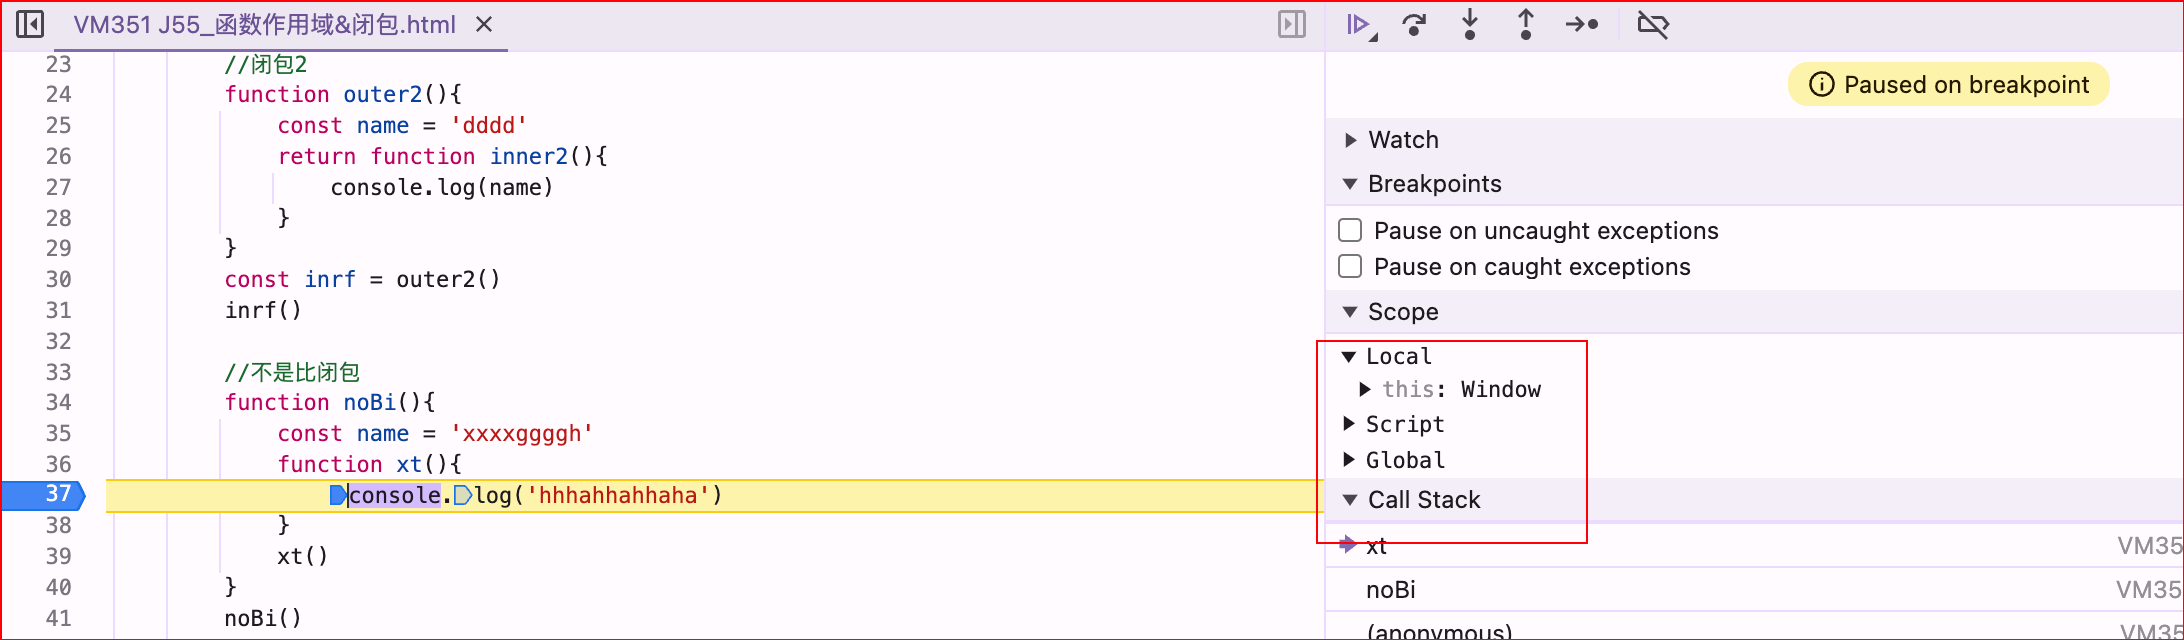 VM351 J55_函数作用域&闭包.html
23 //闭包2
24 function outer2(){
25 const name = 'dddd'
26 return function inner2(){
27 console.log(name)
28 }
29 }
30 const inrf = outer2()
31 inrf()
32
33 //不是比闭包
34 function noBi(){
35 const name = 'xxxxggggh'
36 function xt(){
37 console.log('hhhahhahhaha')
38 }
39 xt()
40 }
41 noBi()
Paused on breakpoint
Watch
Breakpoints
Pause on uncaught exceptions
Pause on caught exceptions
Scope
Local
this: Window
Script
Global
Call Stack
xt VM35
noBi VM35
(anonymous) VM35